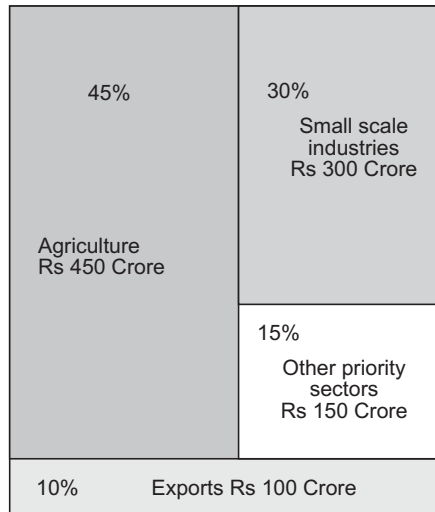 45%
Agriculture
Rs 450 Crore
30%
Small scale
industries
Rs 300 Crore
15%
Other priority
sectors
Rs 150 Crore
10% Exports Rs 100 Crore